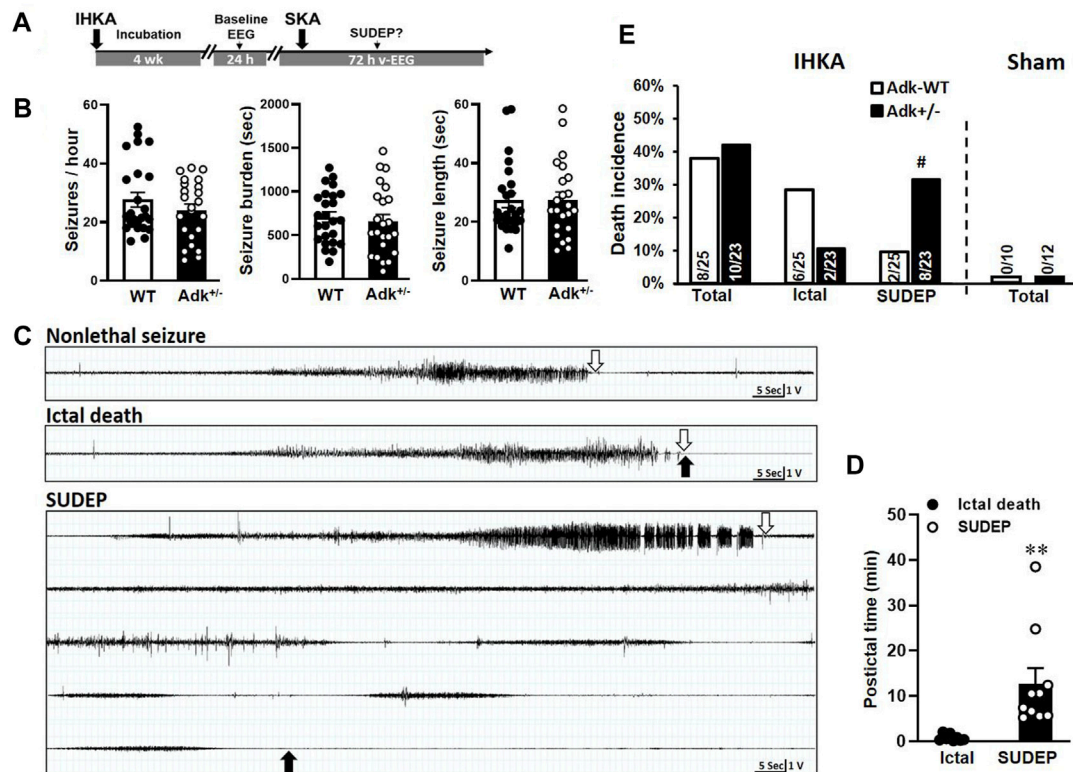 A
IHKA
Incubation
Baseline
EEG
SKA
SUDEP?
4 wk
24 h
72 h v-EEG
B
Seizures / hour
60
40
20
0
WT
Adk+/-
Seizure burden (sec)
2000
1500
1000
500
0
WT
Adk+/-
Seizure length (sec)
60
40
20
0
WT
Adk+/-
C
Nonlethal seizure
5 Sec 1 V
Ictal death
5 Sec 1 V
SUDEP
5 Sec 1 V
D
Ictal death
SUDEP
Postictal time (min)
50
40
30
20
10
0
**
Ictal
SUDEP
E
IHKA
Sham
Adk-WT
Adk+/-
Death incidence
60%
50%
40%
30%
20%
10%
0%
#
8/25
10/23
6/25
2/23
2/25
8/23
0/10
0/12
Total
Ictal
SUDEP
Total